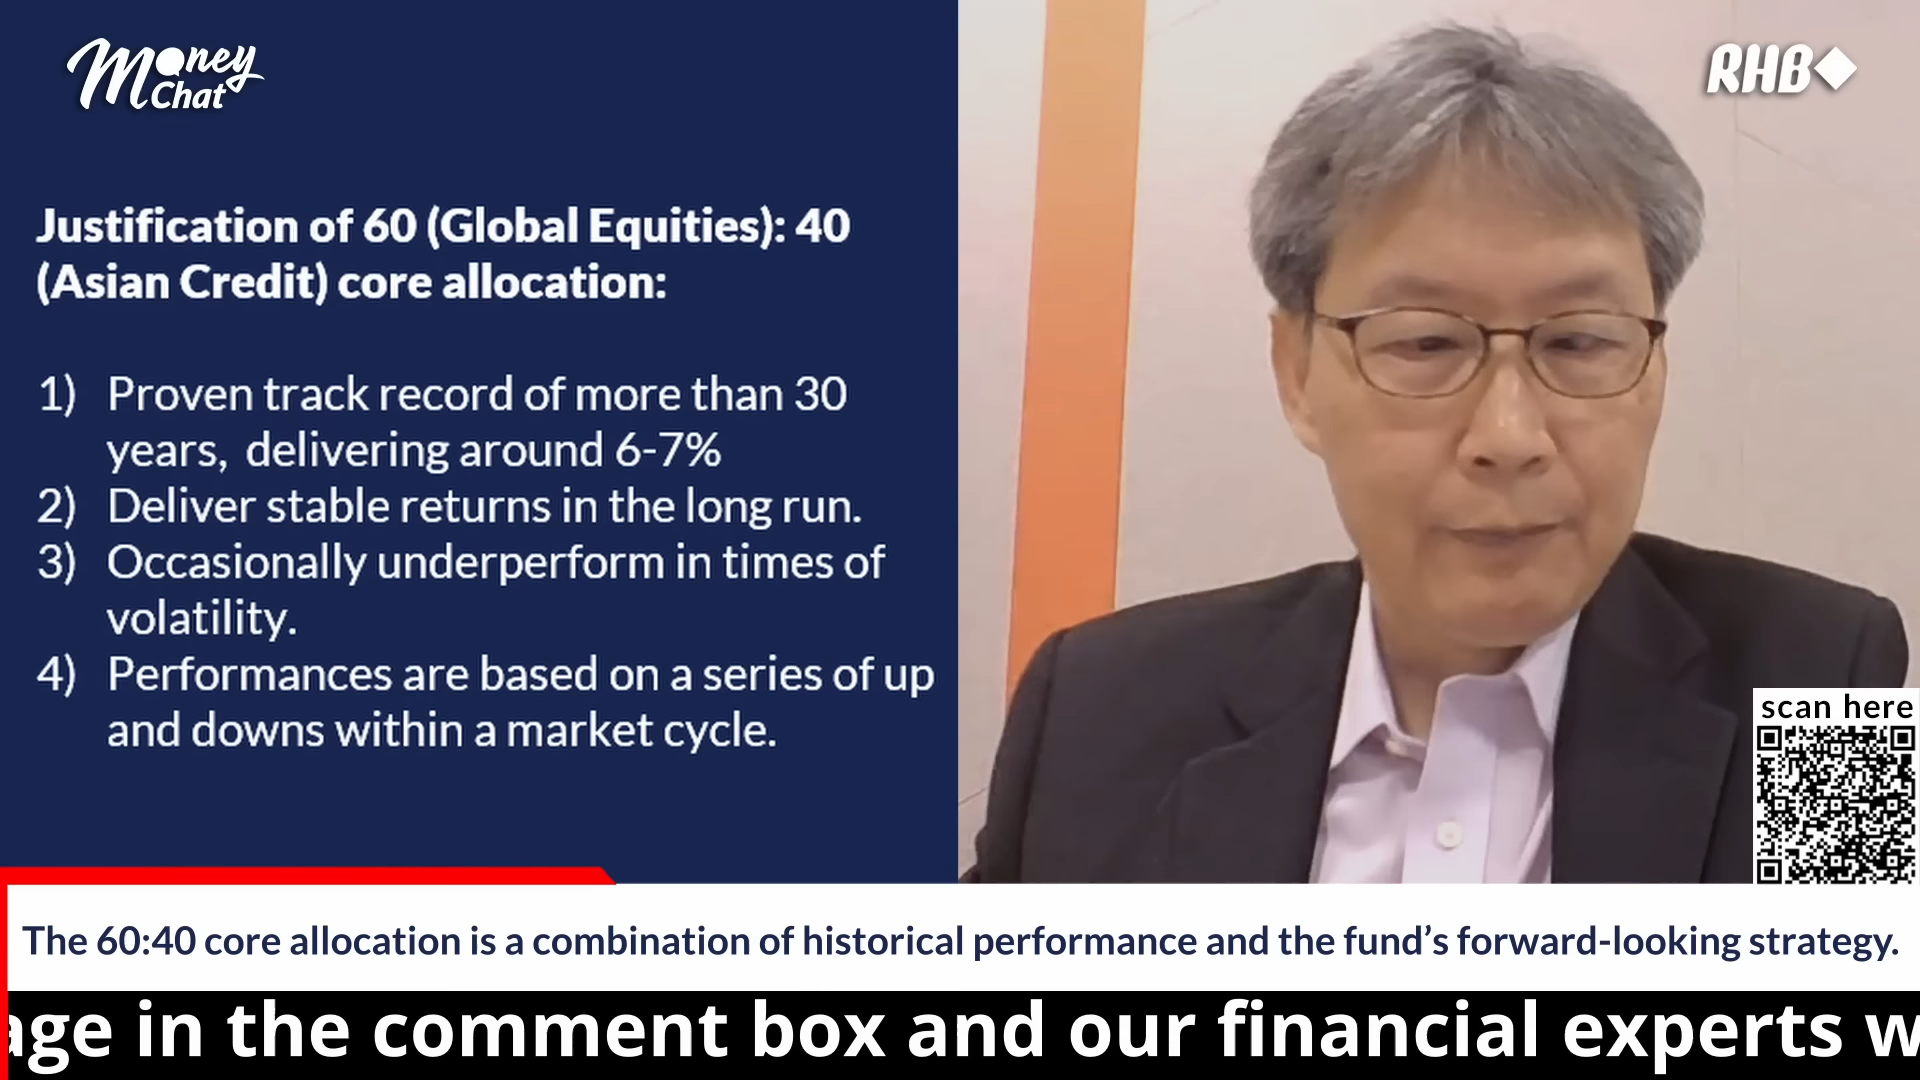 Money
Chat
RHB
Justification of 60 (Global Equities): 40
(Asian Credit) core allocation:
1) Proven track record of more than 30
years, delivering around 6-7%
2) Deliver stable returns in the long run.
3) Occasionally underperform in times of
volatility.
4) Performances are based on a series of up
and downs within a market cycle.
scan here
The 60:40 core allocation is a combination of historical performance and the fund’s forward-looking strategy.
age in the comment box and our financial experts w